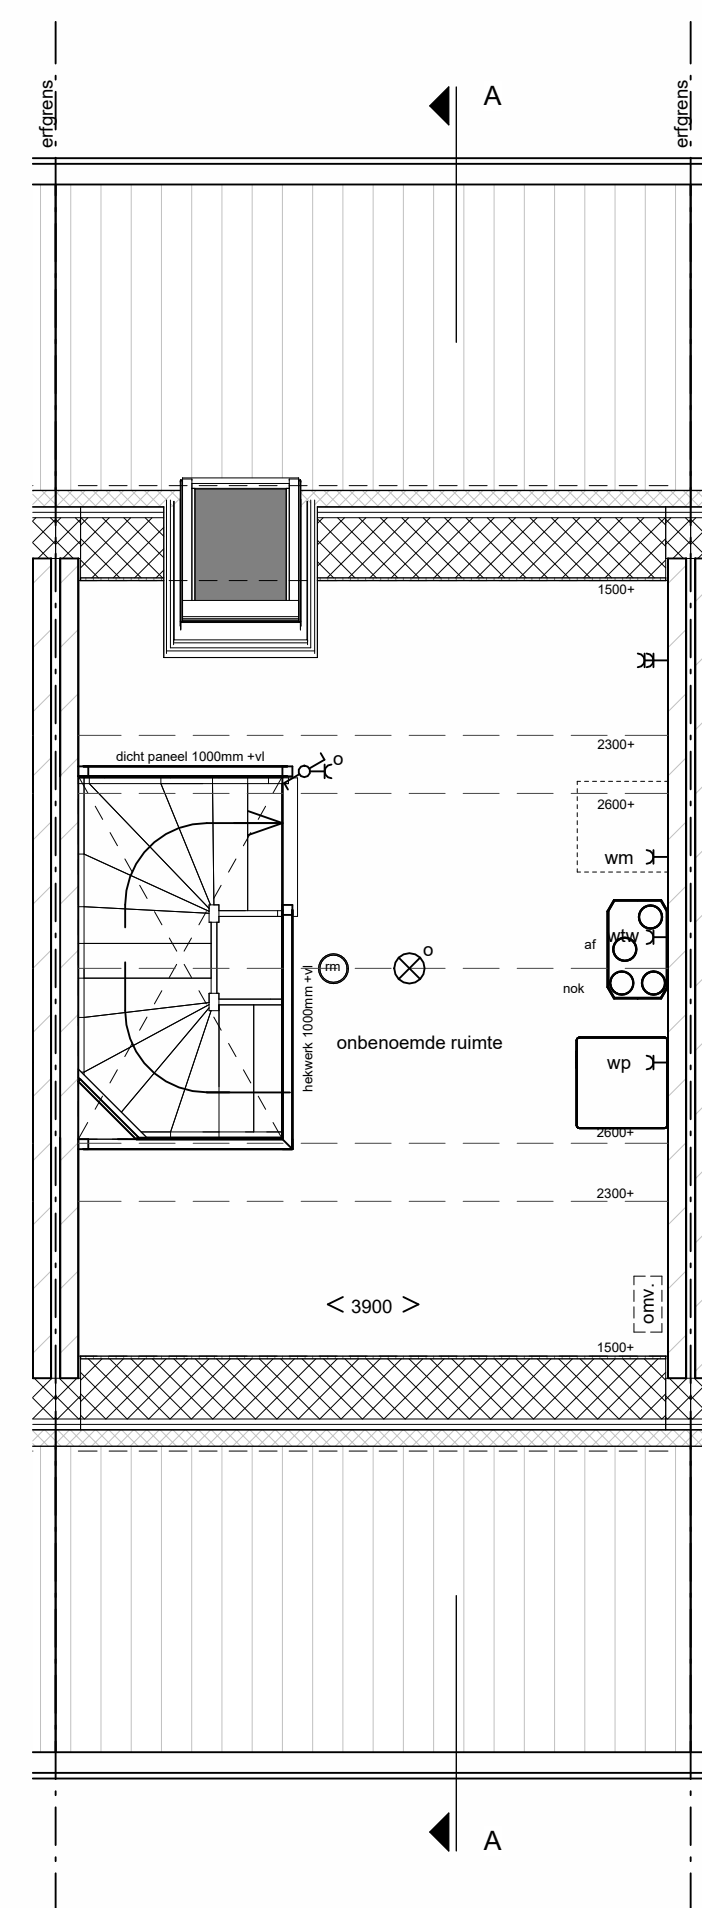 erfgrens
erfgrens
A
1500+
2300+
dicht paneel 1000mm +vl
o
2600+
wm
wtw
af
o
rm
nok
hekwerk 1000mm +vl
onbenoemde ruimte
wp
2600+
2300+
< 3900 >
omv.
1500+
A